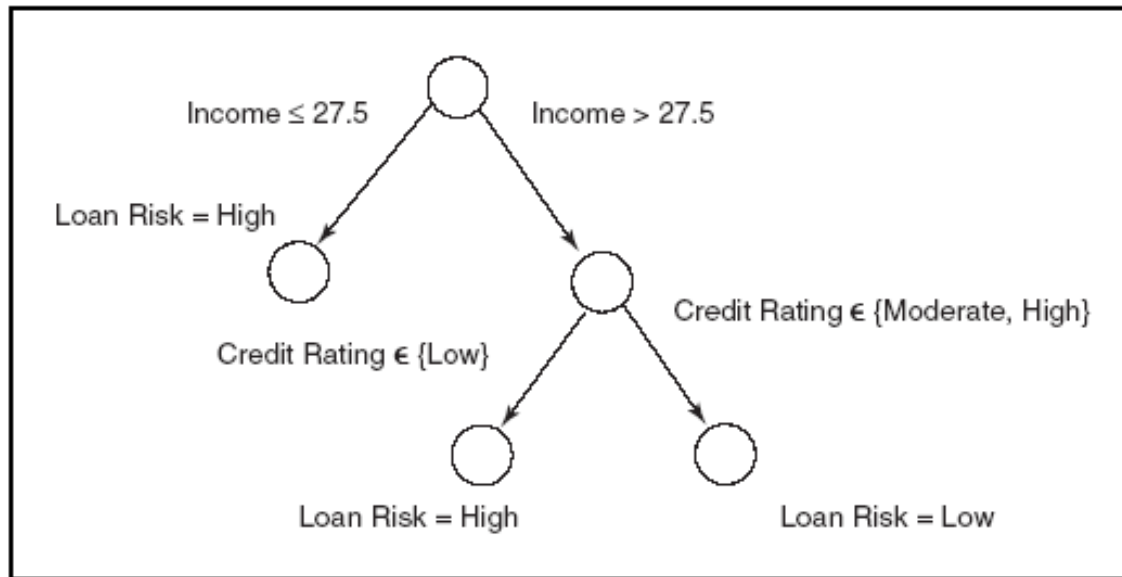 Income ≤ 27.5
Income > 27.5
Loan Risk = High
Credit Rating ϵ {Moderate, High}
Credit Rating ϵ {Low}
Loan Risk = High
Loan Risk = Low